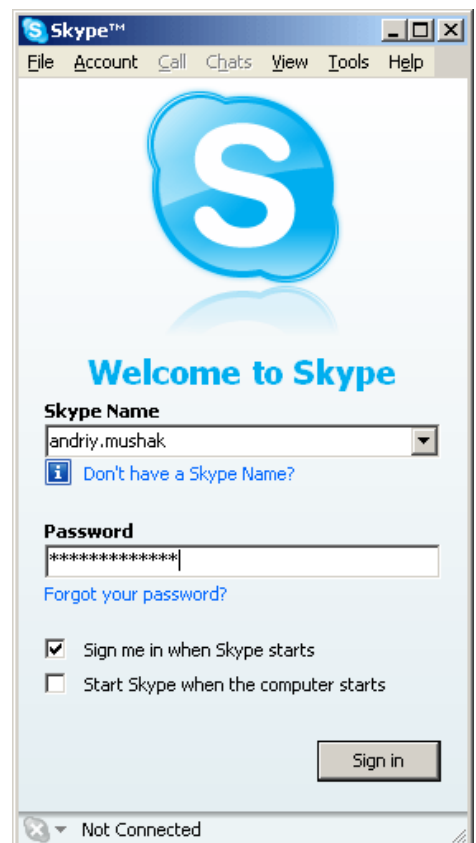 Skype™
File Account Call Chats View Tools Help
S
Welcome to Skype
Skype Name
andriy.mushak
i Don't have a Skype Name?
Password
*************
Forgot your password?
Sign me in when Skype starts
Start Skype when the computer starts
Sign in
Not Connected